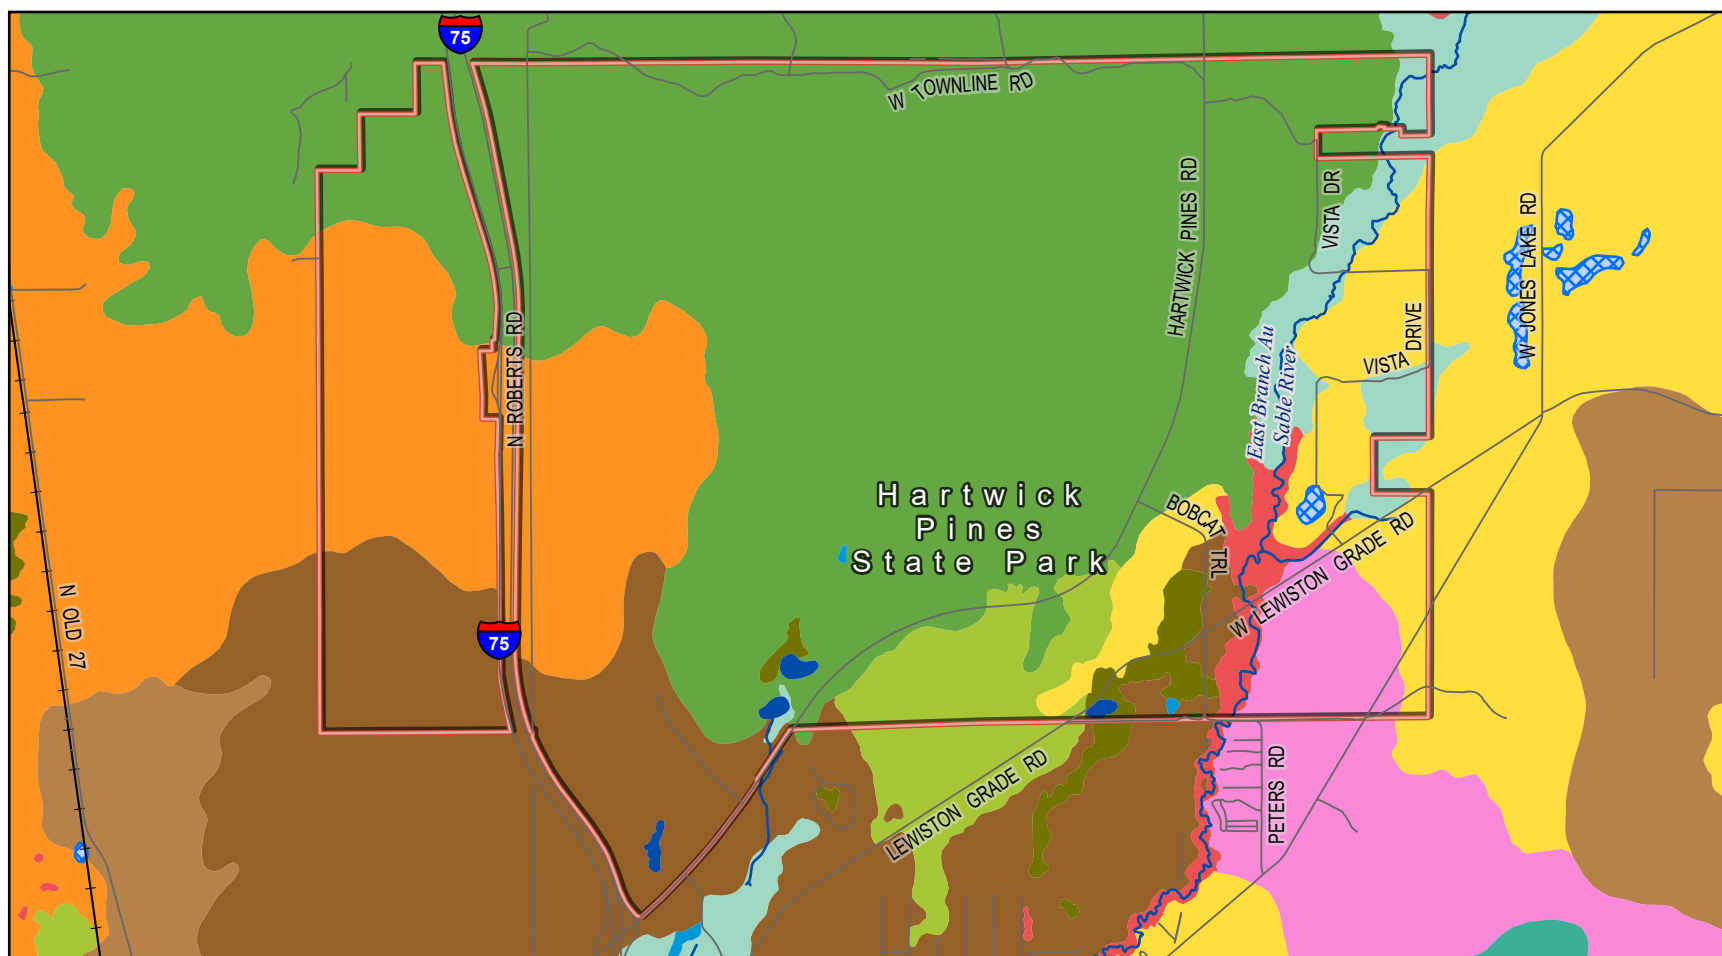 75
W TOWNLINE RD
HARTWICK PINES RD
VISTA DR
W JONES LAKE RD
N ROBERTS RD
VISTA DRIVE
East Branch Au
Sable River
Hartwick
Pines
State Park
BOBCAT TRL
W LEWISTON GRADE RD
N OLD 27
75
LEWISTON GRADE RD
PETERS RD